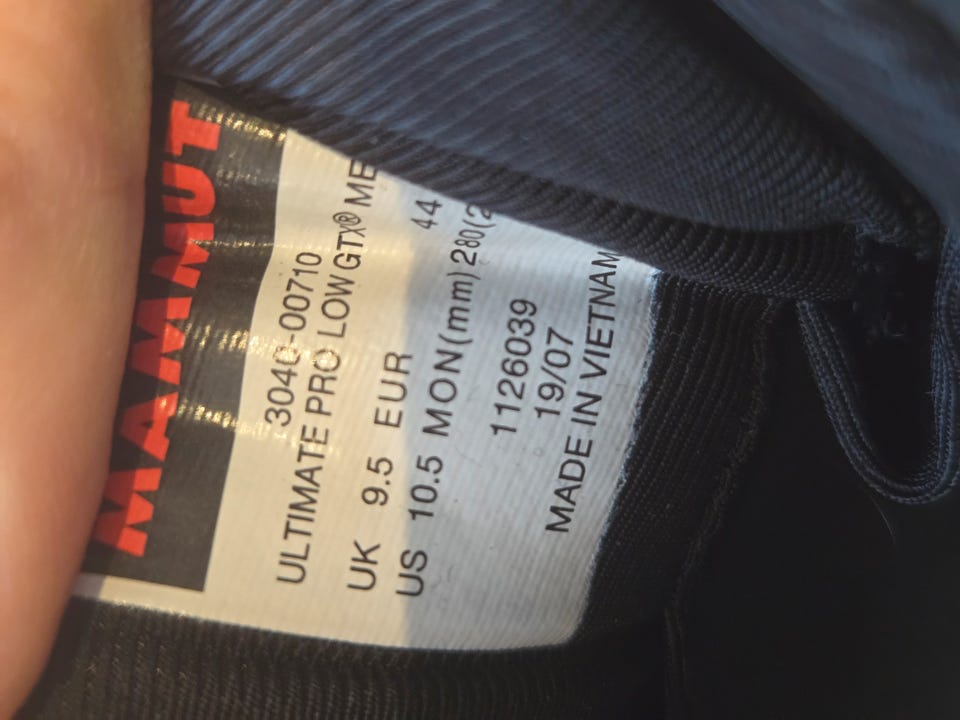 MAMMUT
3040-00710
ULTIMATE PRO LOW GTX® ME
UK 9.5 EUR 44
US 10.5 MON(mm) 280(2
1126039
19/07
MADE IN VIETNAM